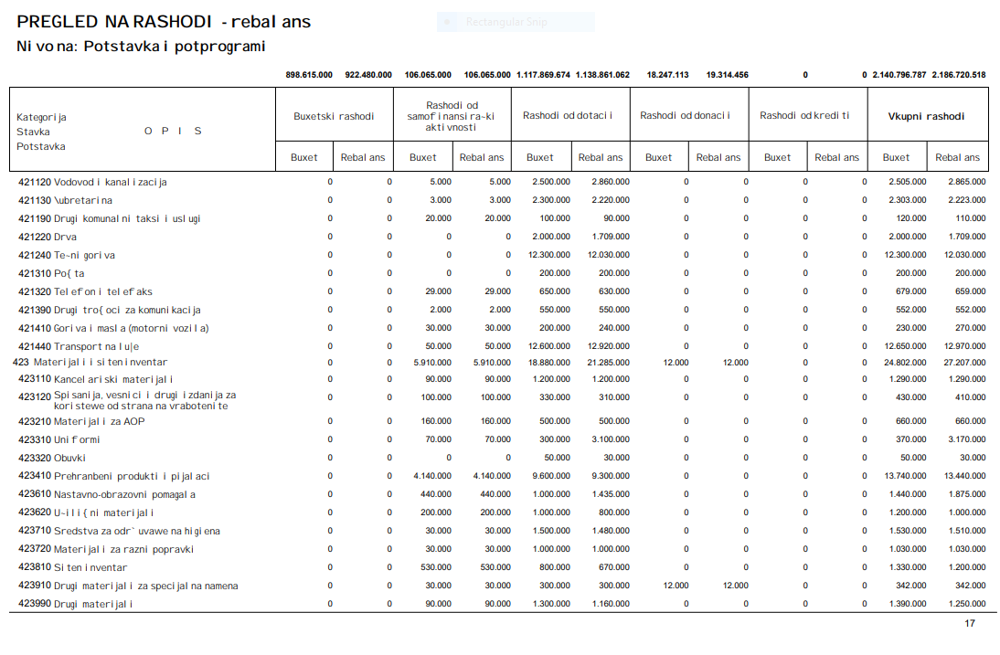 PREGLED NA RASHODI - rebalans
Rectangular Snip
Nivo na: Potstavka i potprogrami
898.615.000 922.480.000 106.065.000 106.065.000 1.117.869.674 1.138.861.062 18.247.113 19.314.456 0 0 2.140.796.787 2.186.720.518
Kategorija
Stavka
Potstavka
O P I S
Buxetski rashodi
Rashodi od
samofinansira~ki
aktivnosti
Rashodi od dotacii
Rashodi od donacii
Rashodi od krediti
Vkupni rashodi
Buxet Rebalans Buxet Rebalans Buxet Rebalans Buxet Rebalans Buxet Rebalans Buxet Rebalans
421120 Vodovod i kanalizacija 0 0 5.000 5.000 2.500.000 2.860.000 0 0 0 0 2.505.000 2.865.000
421130 \ubretarina 0 0 3.000 3.000 2.300.000 2.220.000 0 0 0 0 2.303.000 2.223.000
421190 Drugi komunalni taksi i uslugi 0 0 20.000 20.000 100.000 90.000 0 0 0 0 120.000 110.000
421220 Drva 0 0 0 0 2.000.000 1.709.000 0 0 0 0 2.000.000 1.709.000
421240 Te~ni goriva 0 0 0 0 12.300.000 12.030.000 0 0 0 0 12.300.000 12.030.000
421310 Po{ta 0 0 0 0 200.000 200.000 0 0 0 0 200.000 200.000
421320 Telefon i telefaks 0 0 29.000 29.000 650.000 630.000 0 0 0 0 679.000 659.000
421390 Drugi tro{oci za komunikacija 0 0 2.000 2.000 550.000 550.000 0 0 0 0 552.000 552.000
421410 Goriva i masla (motorni vozila) 0 0 30.000 30.000 200.000 240.000 0 0 0 0 230.000 270.000
421440 Transport na lu|e 0 0 50.000 50.000 12.600.000 12.920.000 0 0 0 0 12.650.000 12.970.000
423 Materijali i siten inventar 0 0 5.910.000 5.910.000 18.880.000 21.285.000 12.000 12.000 0 0 24.802.000 27.207.000
423110 Kancelariski materijali 0 0 90.000 90.000 1.200.000 1.200.000 0 0 0 0 1.290.000 1.290.000
423120 Spisanija, vesnici i drugi izdanija za
koristewe od strana na vrabotenite 0 0 100.000 100.000 330.000 310.000 0 0 0 0 430.000 410.000
423210 Materijali za AOP 0 0 160.000 160.000 500.000 500.000 0 0 0 0 660.000 660.000
423310 Uniformi 0 0 70.000 70.000 300.000 3.100.000 0 0 0 0 370.000 3.170.000
423320 Obuvki 0 0 0 0 50.000 30.000 0 0 0 0 50.000 30.000
423410 Prehranbeni produkti i pijalaci 0 0 4.140.000 4.140.000 9.600.000 9.300.000 0 0 0 0 13.740.000 13.440.000
423610 Nastavno-obrazovni pomagala 0 0 440.000 440.000 1.000.000 1.435.000 0 0 0 0 1.440.000 1.875.000
423620 U~ili{ni materijali 0 0 200.000 200.000 1.000.000 800.000 0 0 0 0 1.200.000 1.000.000
423710 Sredstva za odr`uvawe na higiena 0 0 30.000 30.000 1.500.000 1.480.000 0 0 0 0 1.530.000 1.510.000
423720 Materijali za razni popravki 0 0 30.000 30.000 1.000.000 1.000.000 0 0 0 0 1.030.000 1.030.000
423810 Siten inventar 0 0 530.000 530.000 800.000 670.000 0 0 0 0 1.330.000 1.200.000
423910 Drugi materijali za specijalna namena 0 0 30.000 30.000 300.000 300.000 12.000 12.000 0 0 342.000 342.000
423990 Drugi materijali 0 0 90.000 90.000 1.300.000 1.160.000 0 0 0 0 1.390.000 1.250.000
17